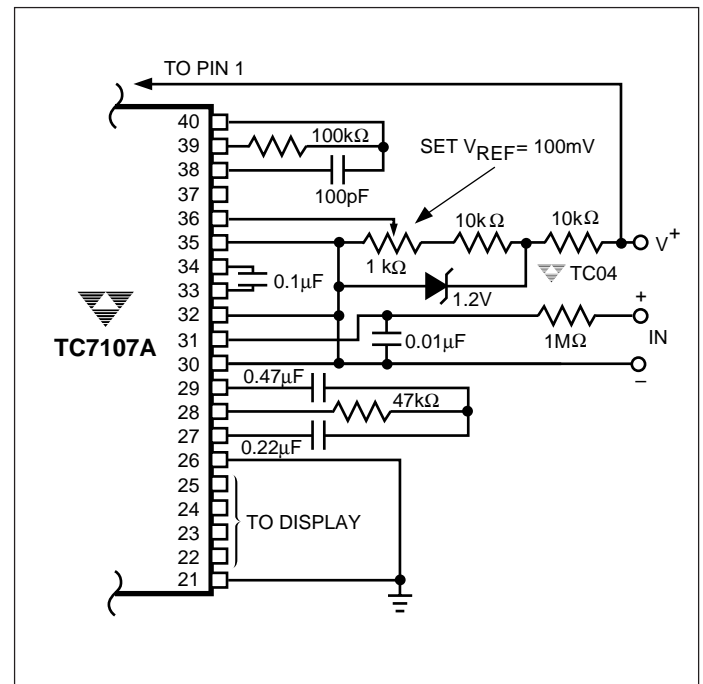 TO PIN 1
40
39
100kΩ
38
100pF
37
SET VREF = 100mV
36
10kΩ
10kΩ
35
V+
1 kΩ
TC04
34
0.1µF
33
1.2V
32
+
31
0.01µF
1MΩ
IN
TC7107A
30
–
29
0.47µF
28
47kΩ
27
0.22µF
26
25
24
TO DISPLAY
23
22
21